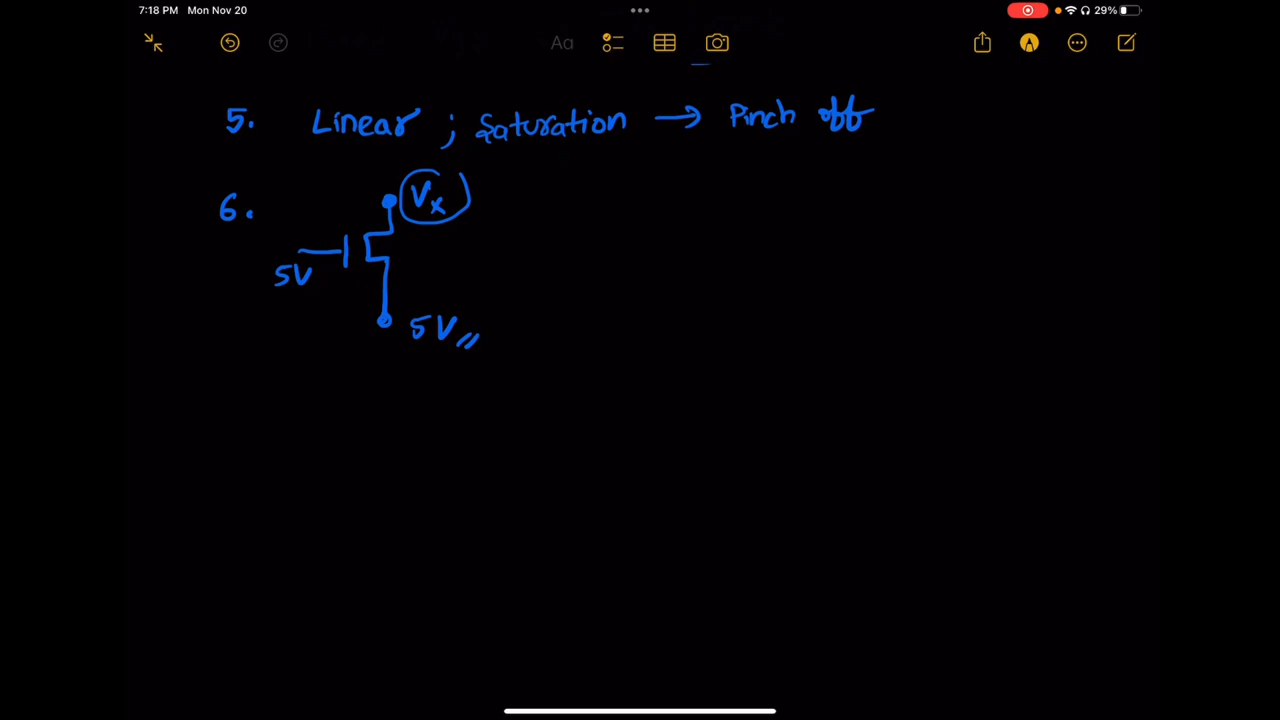 7:18 PM Mon Nov 20
29%
Aa
5. Linear ; Saturation → Pinch off
6.
Vx
5V
5V